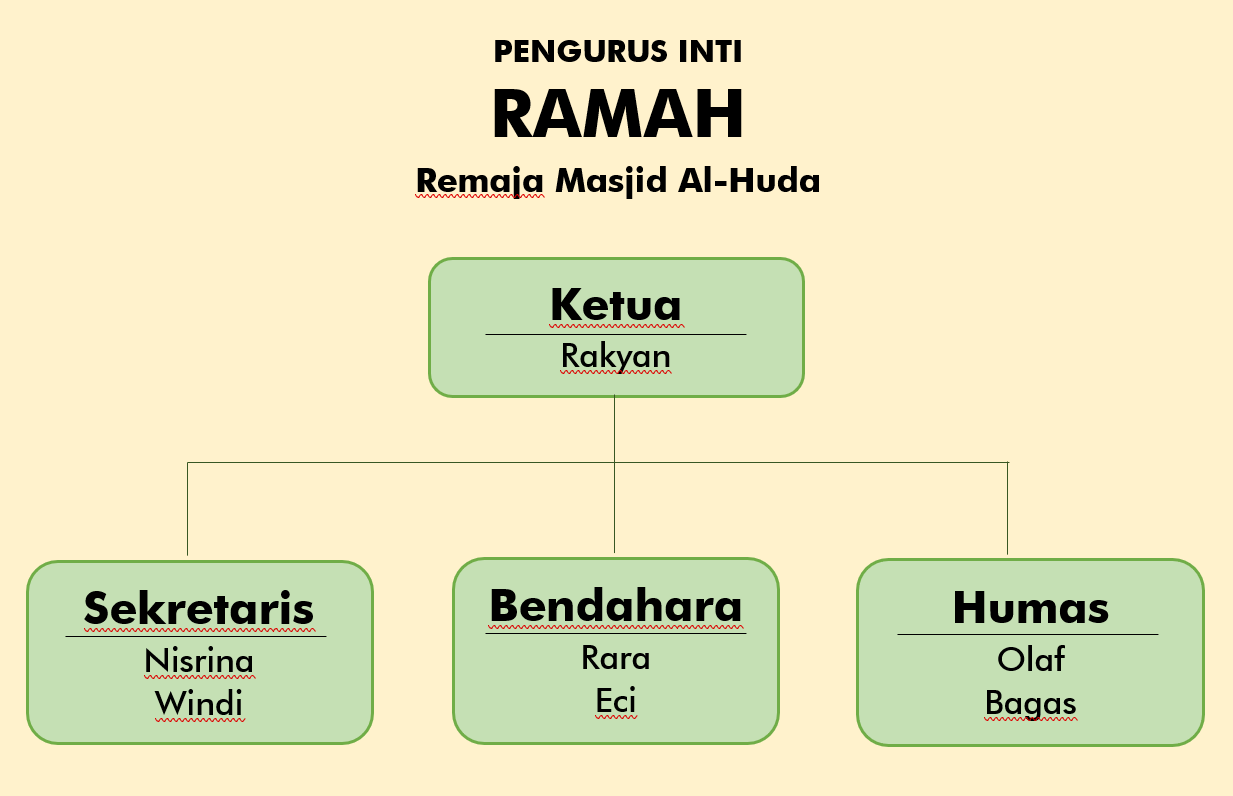 PENGURUS INTI
RAMAH
Remaja Masjid Al-Huda
Ketua
Rakyan
Sekretaris
Nisrina
Windi
Bendahara
Rara
Eci
Humas
Olaf
Bagas